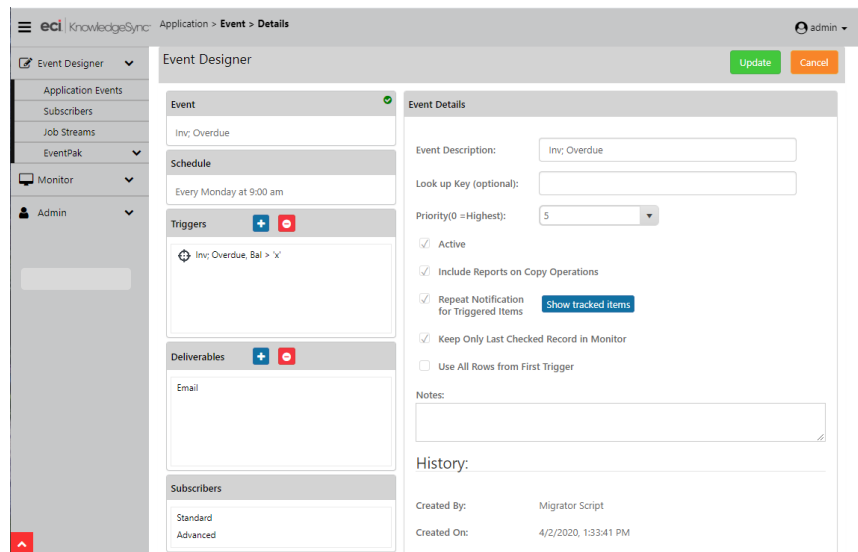 eci KnowledgeSync
Application > Event > Details
admin
Event Designer
Application Events
Subscribers
Job Streams
EventPak
Monitor
Admin
Event Designer
Update
Cancel
Event
Inv; Overdue
Schedule
Every Monday at 9:00 am
Triggers
Inv; Overdue, Bal > 'x'
Deliverables
Email
Subscribers
Standard
Advanced
Event Details
Event Description:
Inv; Overdue
Look up Key (optional):
Priority(0 =Highest):
5
Active
Include Reports on Copy Operations
Repeat Notification
for Triggered Items
Show tracked items
Keep Only Last Checked Record in Monitor
Use All Rows from First Trigger
Notes:
History:
Created By:
Migrator Script
Created On:
4/2/2020, 1:33:41 PM